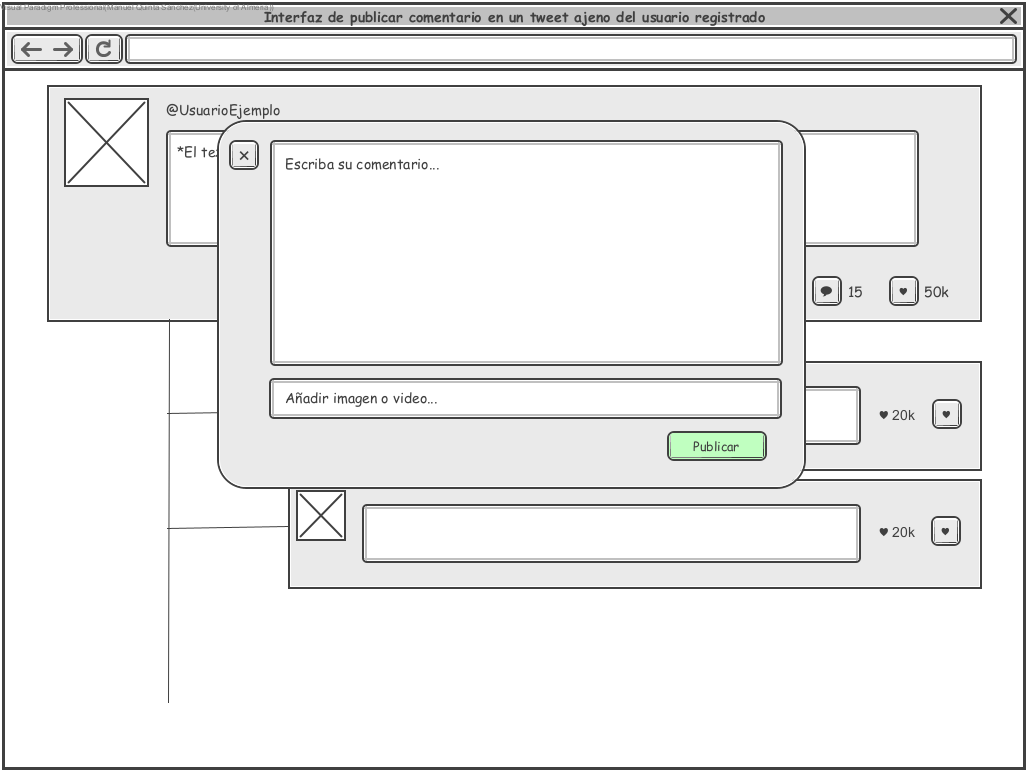 Visual Paradigm Professional(Manuel Quinta Sanchez(University of Almeria))
Interfaz de publicar comentario en un tweet ajeno del usuario registrado
@UsuarioEjemplo
*El te
Escriba su comentario...
15
50k
Añadir imagen o video...
20k
Publicar
20k